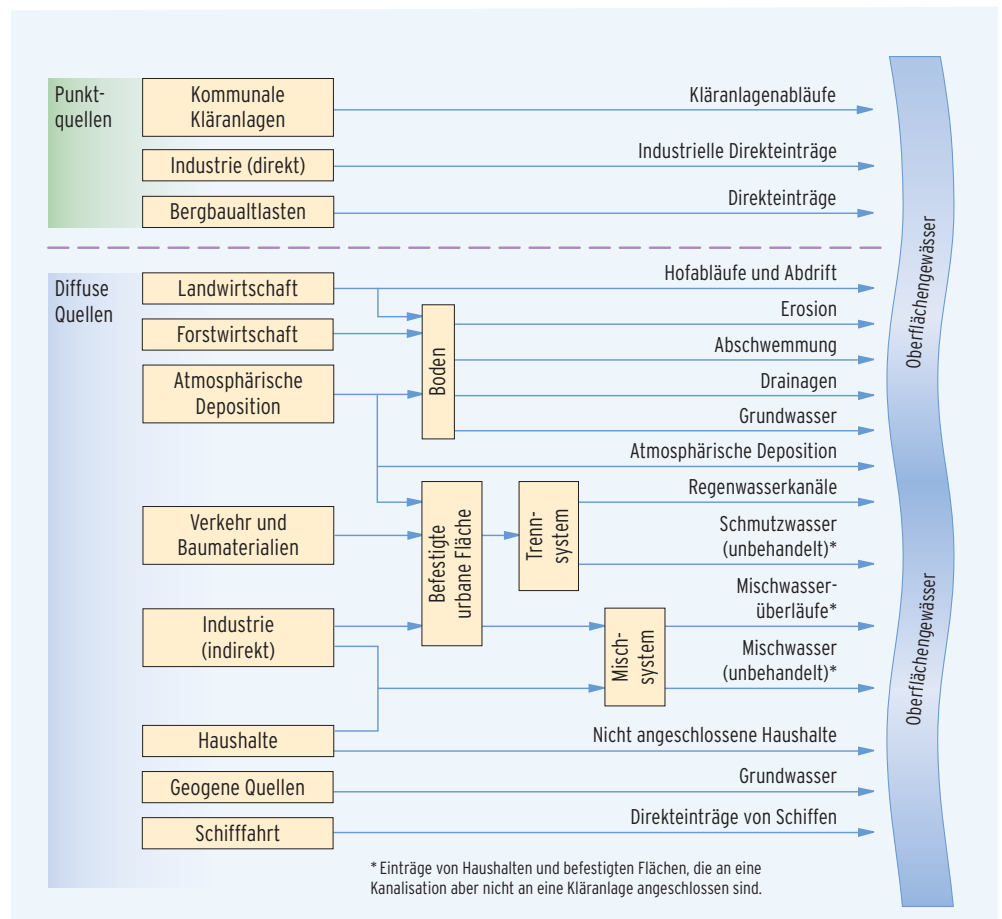 Punkt-
quellen
Kommunale
Kläranlagen
Kläranlagenabläufe
Industrie (direkt)
Industrielle Direkteinträge
Bergbaualtlasten
Direkteinträge
Oberflächengewässer
Diffuse
Quellen
Landwirtschaft
Hofabläufe und Abdrift
Forstwirtschaft
Boden
Erosion
Abschwemmung
Atmosphärische
Deposition
Drainagen
Grundwasser
Atmosphärische Deposition
Verkehr und
Baumaterialien
Befestigte
urbane Fläche
Trenn-
system
Regenwasserkanäle
Schmutzwasser
(unbehandelt)*
Industrie
(indirekt)
Misch-
system
Mischwasser-
überläufe*
Mischwasser
(unbehandelt)*
Oberflächengewässer
Haushalte
Nicht angeschlossene Haushalte
Geogene Quellen
Grundwasser
Schifffahrt
Direkteinträge von Schiffen
* Einträge von Haushalten und befestigten Flächen, die an eine
Kanalisation aber nicht an eine Kläranlage angeschlossen sind.